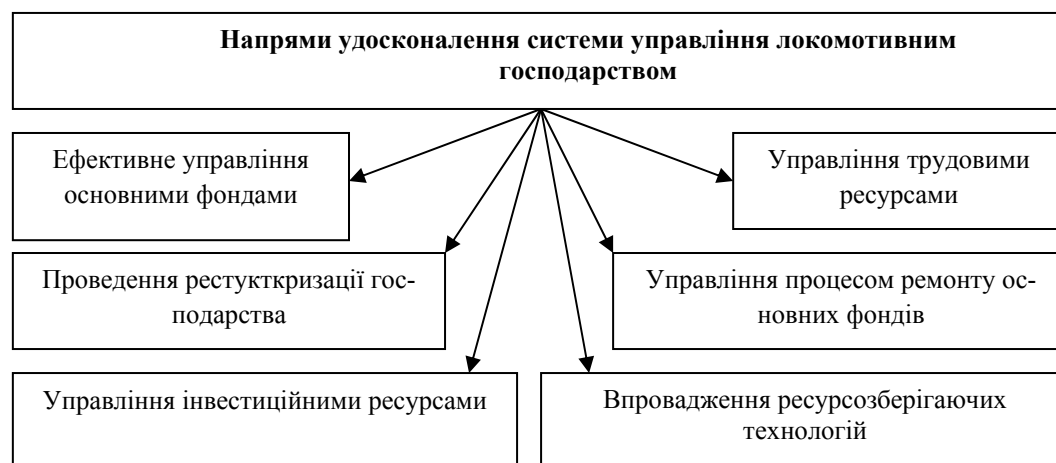 Напрями удосконалення системи управління локомотивним
господарством
Ефективне управління
основними фондами
Управління трудовими
ресурсами
Проведення рестукткризації гос-
подарства
Управління процесом ремонту ос-
новних фондів
Управління інвестиційними ресурсами
Впровадження ресурсозберігаючих
технологій